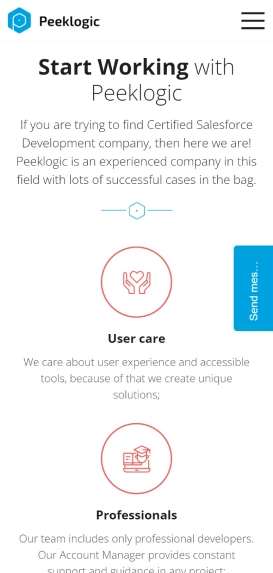 Peeklogic
Start Working with
Peeklogic
If you are trying to find Certified Salesforce
Development company, then here we are!
Peeklogic is an experienced company in this
field with lots of successful cases in the bag.
Send mes...
User care
We care about user experience and accessible
tools, because of that we create unique
solutions;
Professionals
Our team includes only professional developers.
Our Account Manager provides constant
support and guidance in any project;